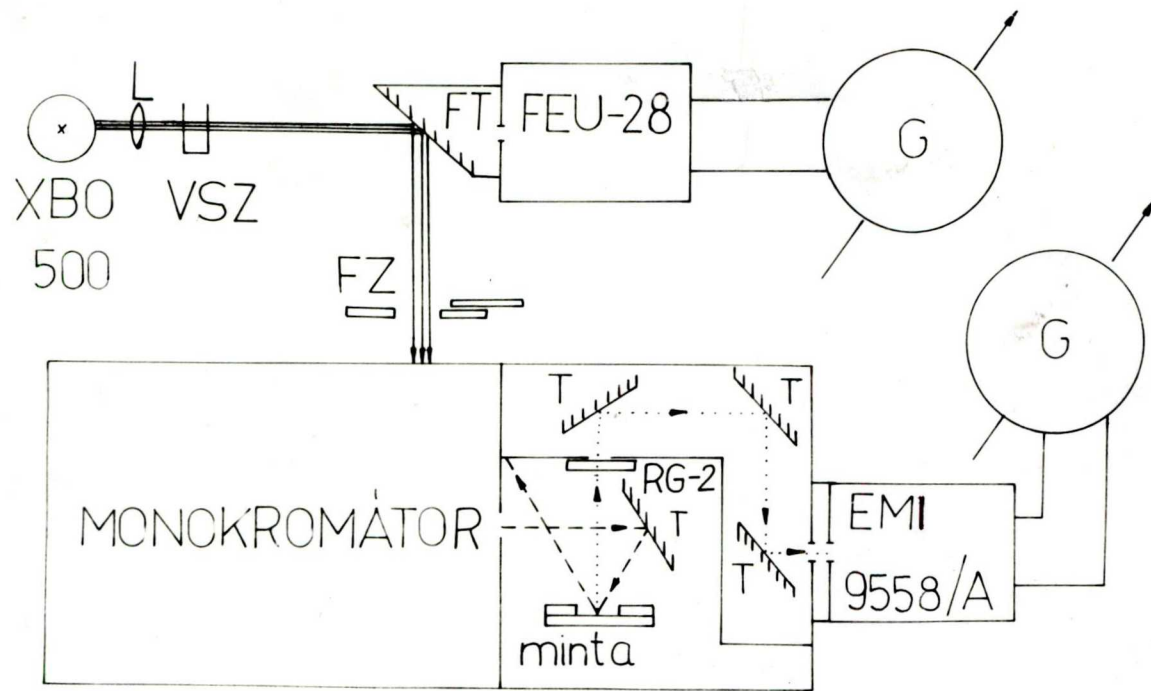 L
FT
FEU-28
G
XBO
500
VSZ
FZ
G
T
T
RG-2
T
MONOKROMÁTOR
T
EMI
9558/A
minta